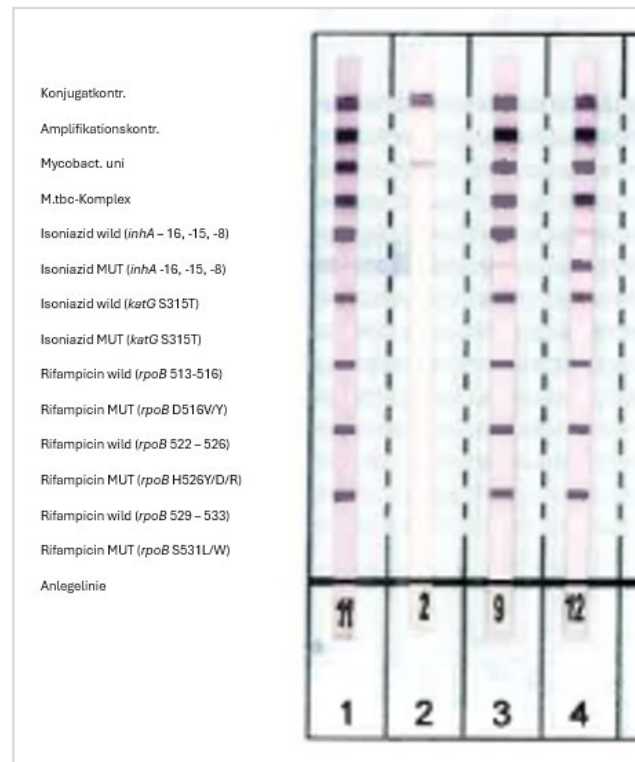 Konjugatkontr.
Amplifikationskontr.
Mycobact. uni
M.tbc-Komplex
Isoniazid wild (inhA – 16, -15, -8)
Isoniazid MUT (inhA -16, -15, -8)
Isoniazid wild (katG S315T)
Isoniazid MUT (katG S315T)
Rifampicin wild (rpoB 513-516)
Rifampicin MUT (rpoB D516V/Y)
Rifampicin wild (rpoB 522 – 526)
Rifampicin MUT (rpoB H526Y/D/R)
Rifampicin wild (rpoB 529 – 533)
Rifampicin MUT (rpoB S531L/W)
Anlegelinie
11 2 9 12
1 2 3 4